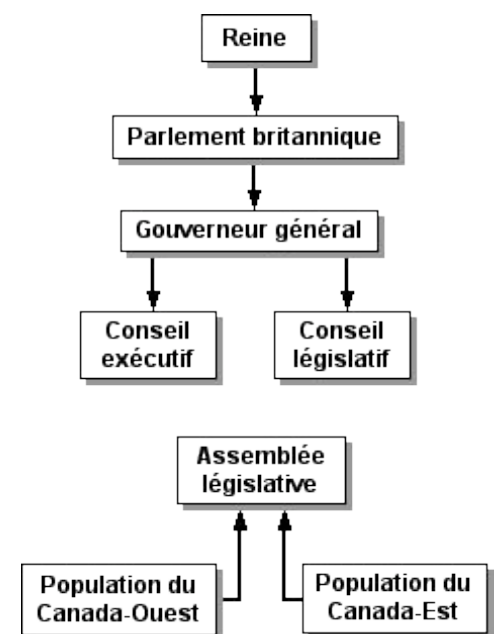 Reine
Parlement britannique
Gouverneur général
Conseil
exécutif
Conseil
législatif
Assemblée
législative
Population du
Canada-Ouest
Population du
Canada-Est